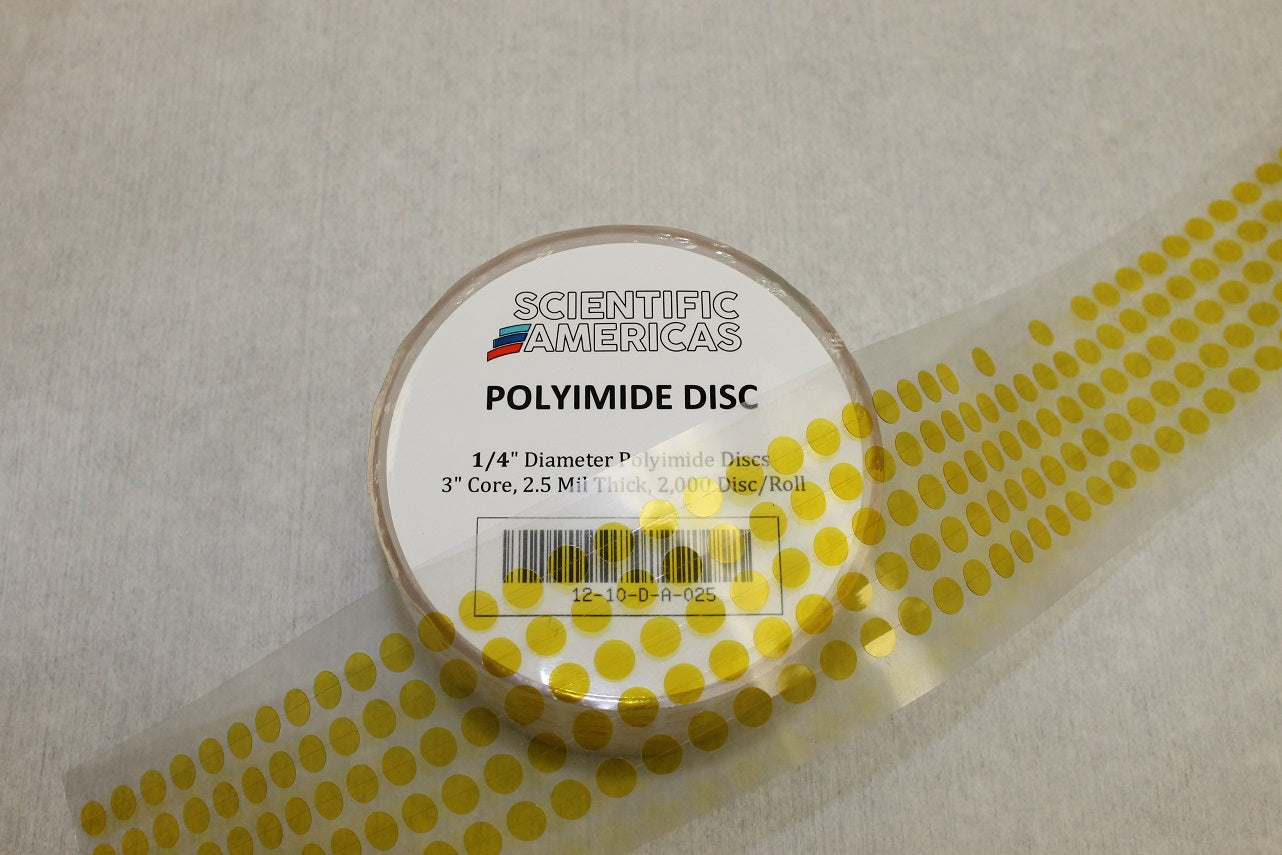 SCIENTIFIC
AMERICAS
POLYIMIDE DISC
1/4" Diameter Polyimide Discs
3" Core, 2.5 Mil Thick, 2,000 Disc/Roll
12-10-D-A-025